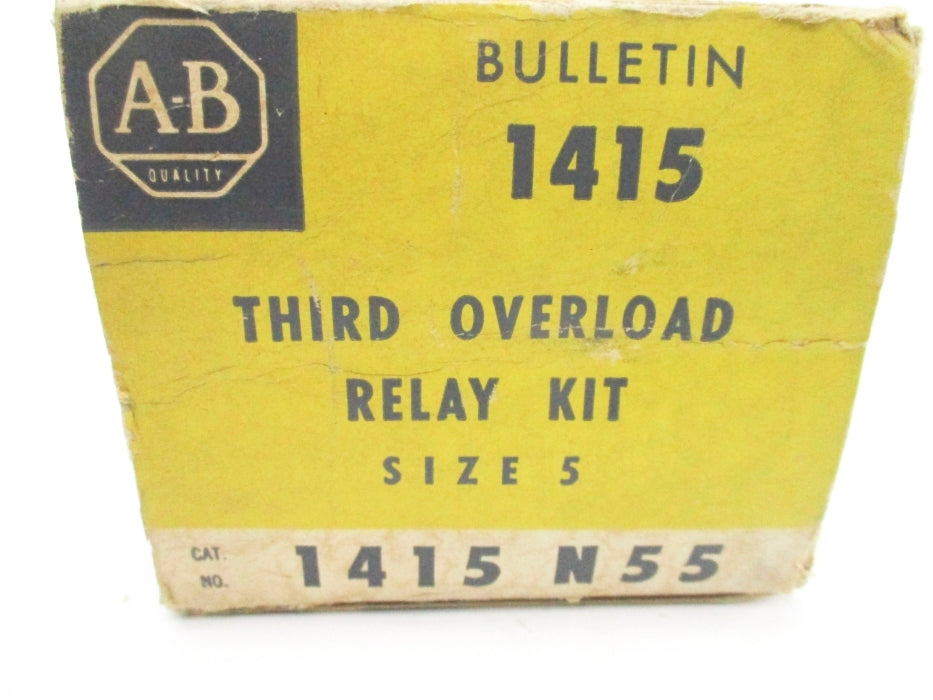 A-B
QUALITY
BULLETIN
1415
THIRD OVERLOAD
RELAY KIT
SIZE 5
CAT.
NO.
1415 N55